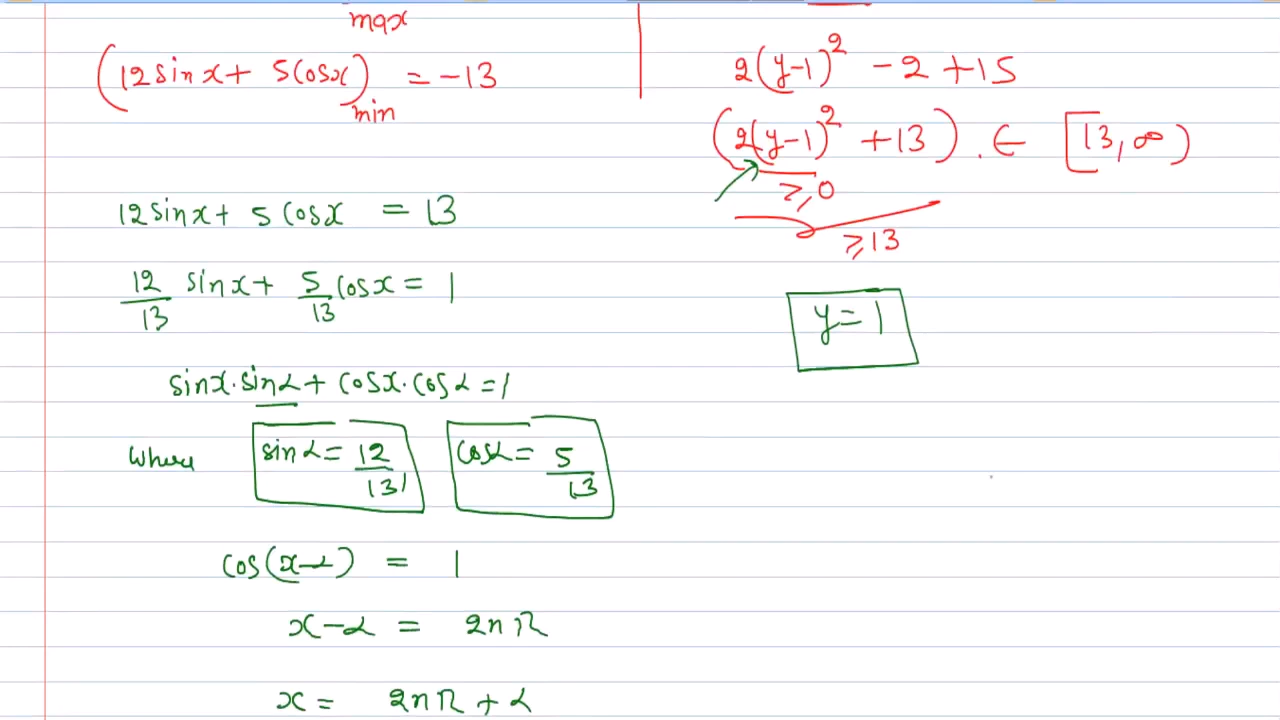 max
(12 sin x + 5 cos x)min = -13
12 sin x + 5 cos x = 13
12/13 sin x + 5/13 cos x = 1
sin x · sin α + cos x · cos α = 1
where sin α = 12/13, cos α = 5/13
cos(x-α) = 1
x-α = 2nπ
x = 2nπ + α
2(y-1)² - 2 + 15
(2(y-1)² + 13) . ∈ [13, ∞)
≥, 0
≥ 13
y = 1